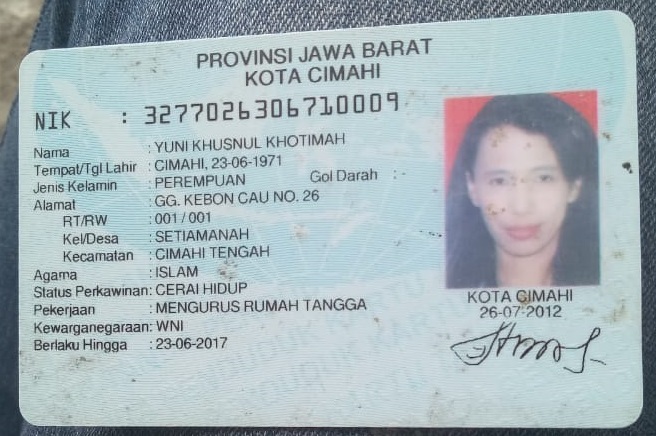 PROVINSI JAWA BARAT
KOTA CIMAHI
NIK : 3277026306710009
Nama : YUNI KHUSNUL KHOTIMAH
Tempat/Tgl Lahir : CIMAHI, 23-06-1971
Jenis Kelamin : PEREMPUAN Gol Darah : -
Alamat : GG. KEBON CAU NO. 26
RT/RW : 001 / 001
Kel/Desa : SETIAMANAH
Kecamatan : CIMAHI TENGAH
Agama : ISLAM
Status Perkawinan: CERAI HIDUP
Pekerjaan : MENGURUS RUMAH TANGGA
Kewarganegaraan: WNI
Berlaku Hingga : 23-06-2017
KOTA CIMAHI
26-07-2012